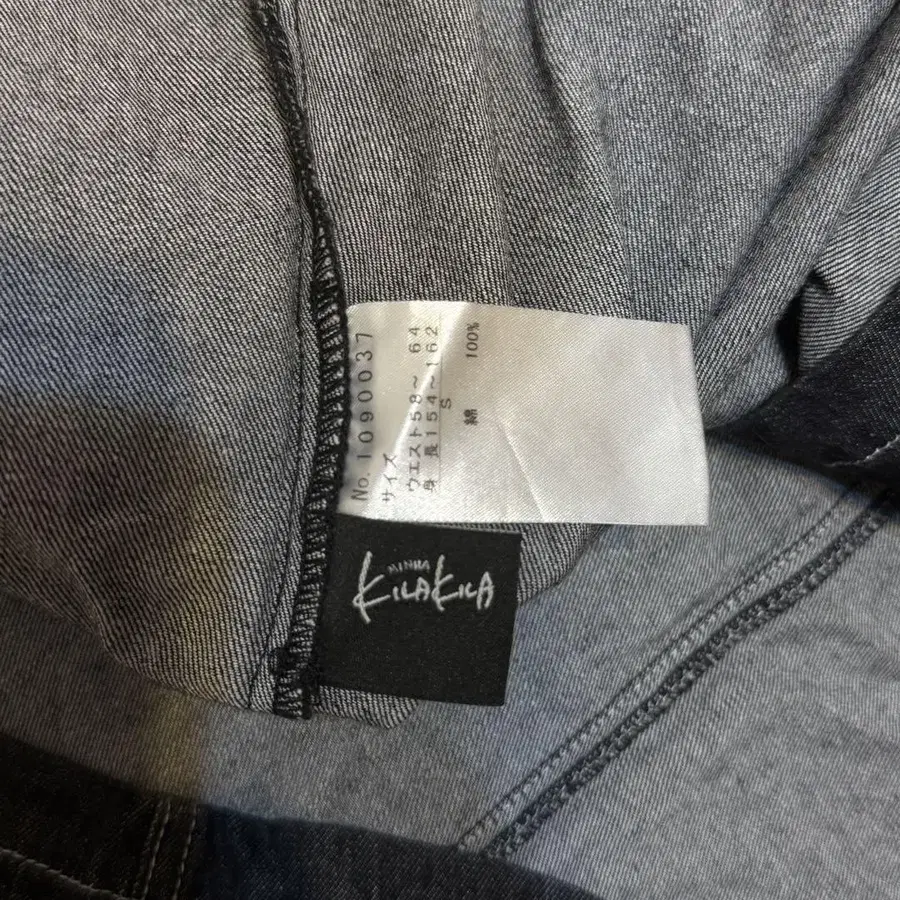 No. 1090037
サイズ
ウエスト58～ 64
身 長154～162
S
綿 100%
MINNA
KILAKILA